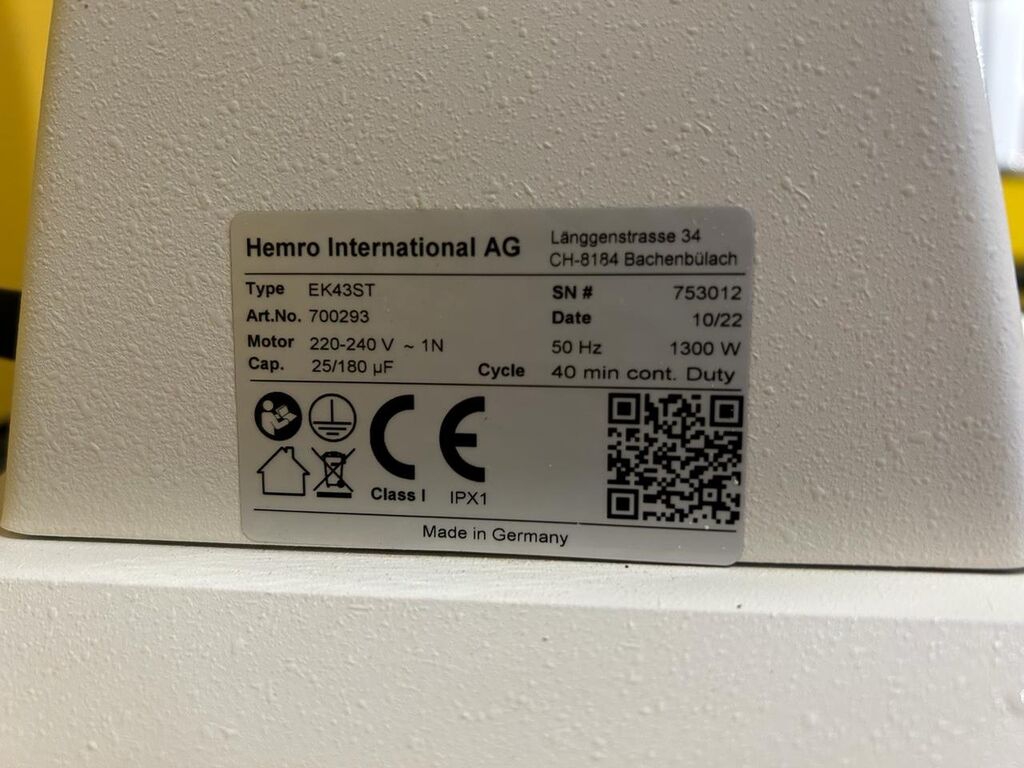 Hemro International AG
Länggenstrasse 34
CH-8184 Bachenbülach
Type EK43ST SN # 753012
Art.No. 700293 Date 10/22
Motor 220-240 V ~ 1N 50 Hz 1300 W
Cap. 25/180 µF Cycle 40 min cont. Duty
CE
Class I IPX1
Made in Germany